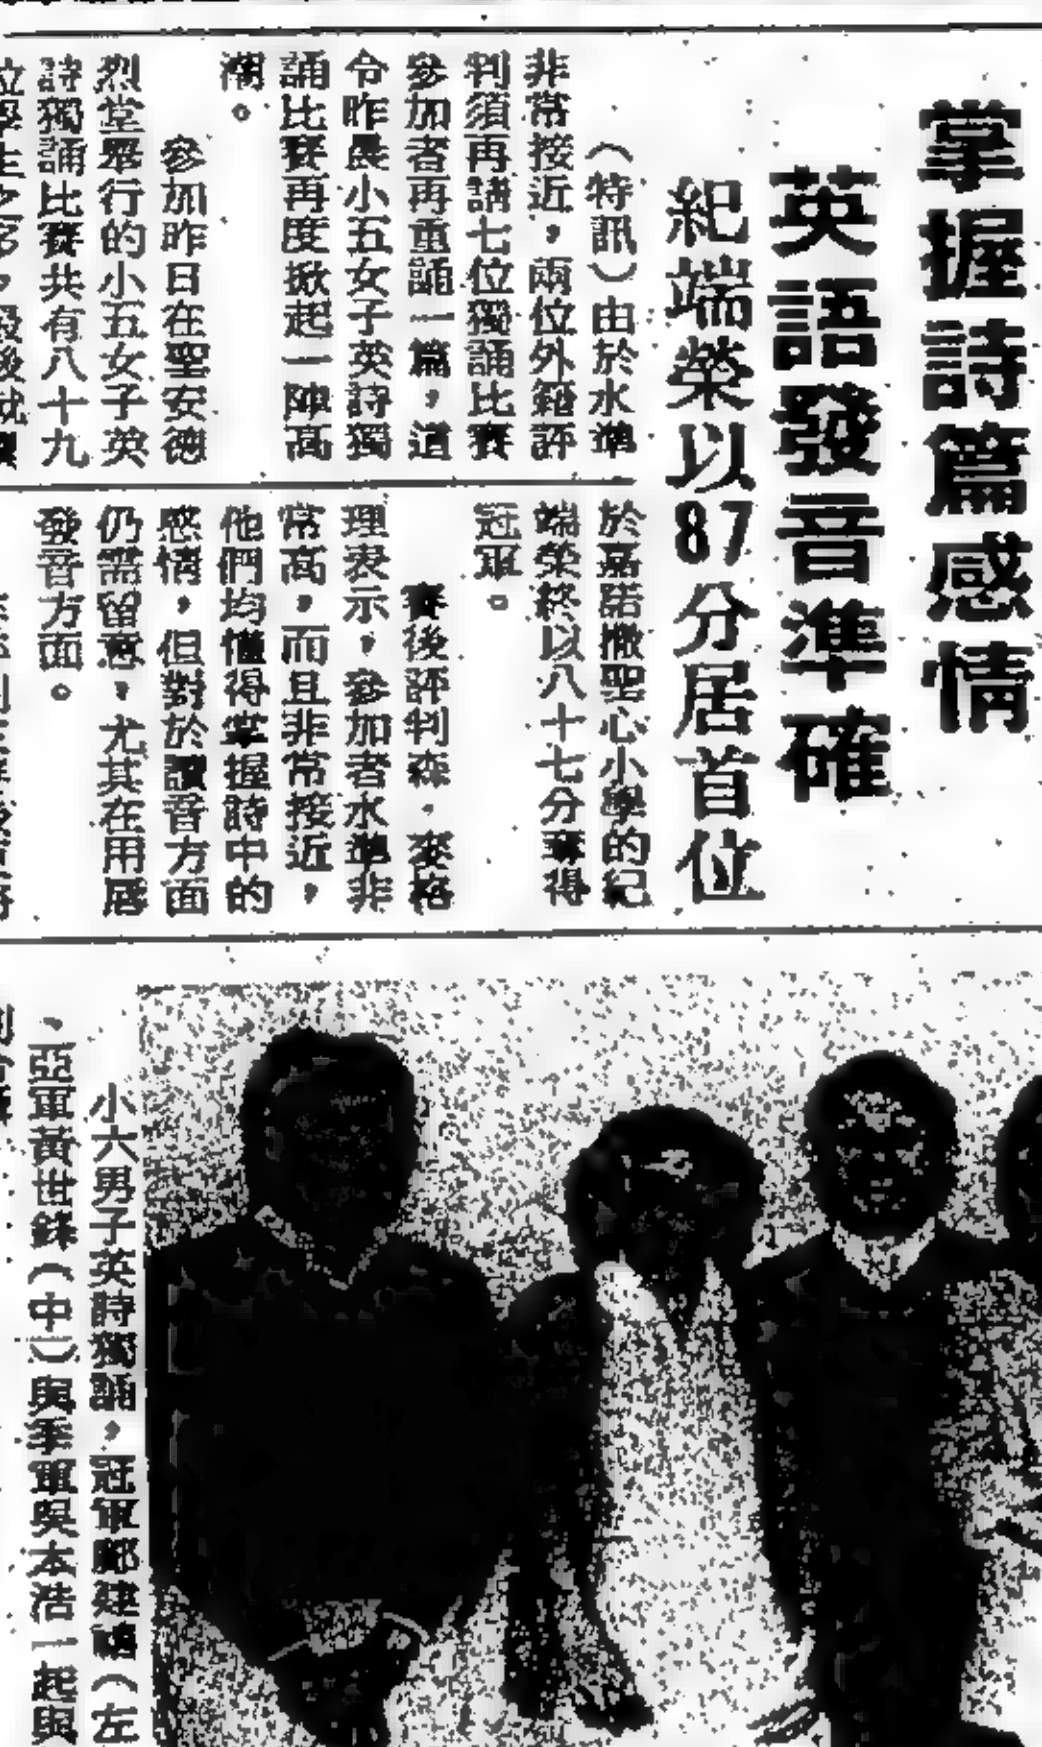 掌握詩篇感情
英語發音準確
紀端榮以87分居首位
(特訊)由於水準
非常接近，兩位外籍評
判須再請七位獨誦比賽
參加者再重誦一篇，這
令昨晨小五女子英詩獨
誦比賽再度掀起一陣高
潮。
參加昨日在聖安德
烈堂舉行的小五女子英
詩獨誦比賽共有八十九
位學生之多，最後就
於嘉諾撒聖心小學的紀
端榮終以八十七分奪得
冠軍。
賽後評判森．麥格
理表示，參加者水準非
常高，而且非常接近，
他們均懂得掌握詩中的
感情，但對於讀音方面
仍需留意，尤其在用唇
發音方面。
小六男子英詩獨誦，冠軍鄺建（左
、亞軍黃世鋒（中）與季軍吳本浩一起與